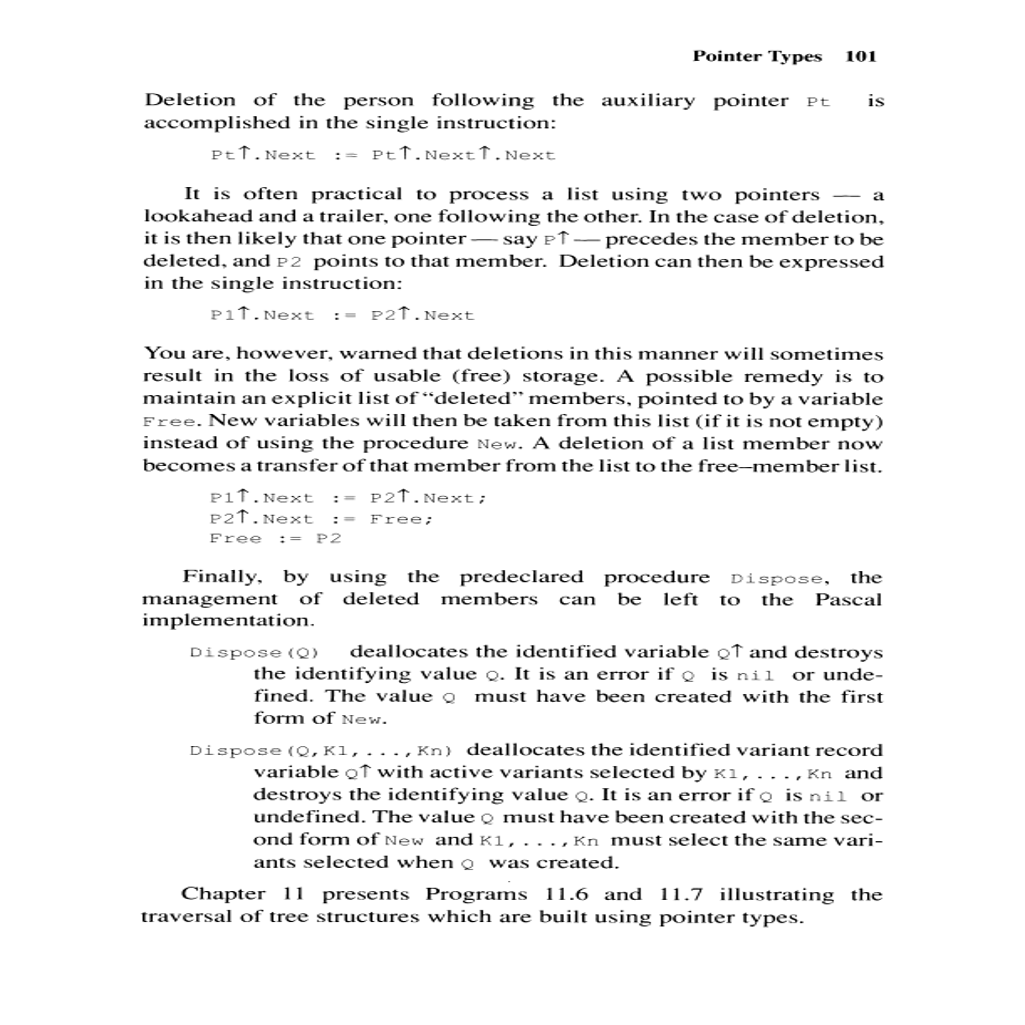 Pointer Types 101
Deletion of the person following the auxiliary pointer Pt is
accomplished in the single instruction:
Pt↑.Next := Pt↑.Next↑.Next
It is often practical to process a list using two pointers — a
lookahead and a trailer, one following the other. In the case of deletion,
it is then likely that one pointer — say P↑ — precedes the member to be
deleted, and P2 points to that member. Deletion can then be expressed
in the single instruction:
P1↑.Next := P2↑.Next
You are, however, warned that deletions in this manner will sometimes
result in the loss of usable (free) storage. A possible remedy is to
maintain an explicit list of “deleted” members, pointed to by a variable
Free. New variables will then be taken from this list (if it is not empty)
instead of using the procedure New. A deletion of a list member now
becomes a transfer of that member from the list to the free–member list.
P1↑.Next := P2↑.Next;
P2↑.Next := Free;
Free := P2
Finally, by using the predeclared procedure Dispose, the
management of deleted members can be left to the Pascal
implementation.
Dispose(Q) deallocates the identified variable Q↑ and destroys
the identifying value Q. It is an error if Q is nil or unde-
fined. The value Q must have been created with the first
form of New.
Dispose(Q,K1,...,Kn) deallocates the identified variant record
variable Q↑ with active variants selected by K1,...,Kn and
destroys the identifying value Q. It is an error if Q is nil or
undefined. The value Q must have been created with the sec-
ond form of New and K1,...,Kn must select the same vari-
ants selected when Q was created.
Chapter 11 presents Programs 11.6 and 11.7 illustrating the
traversal of tree structures which are built using pointer types.